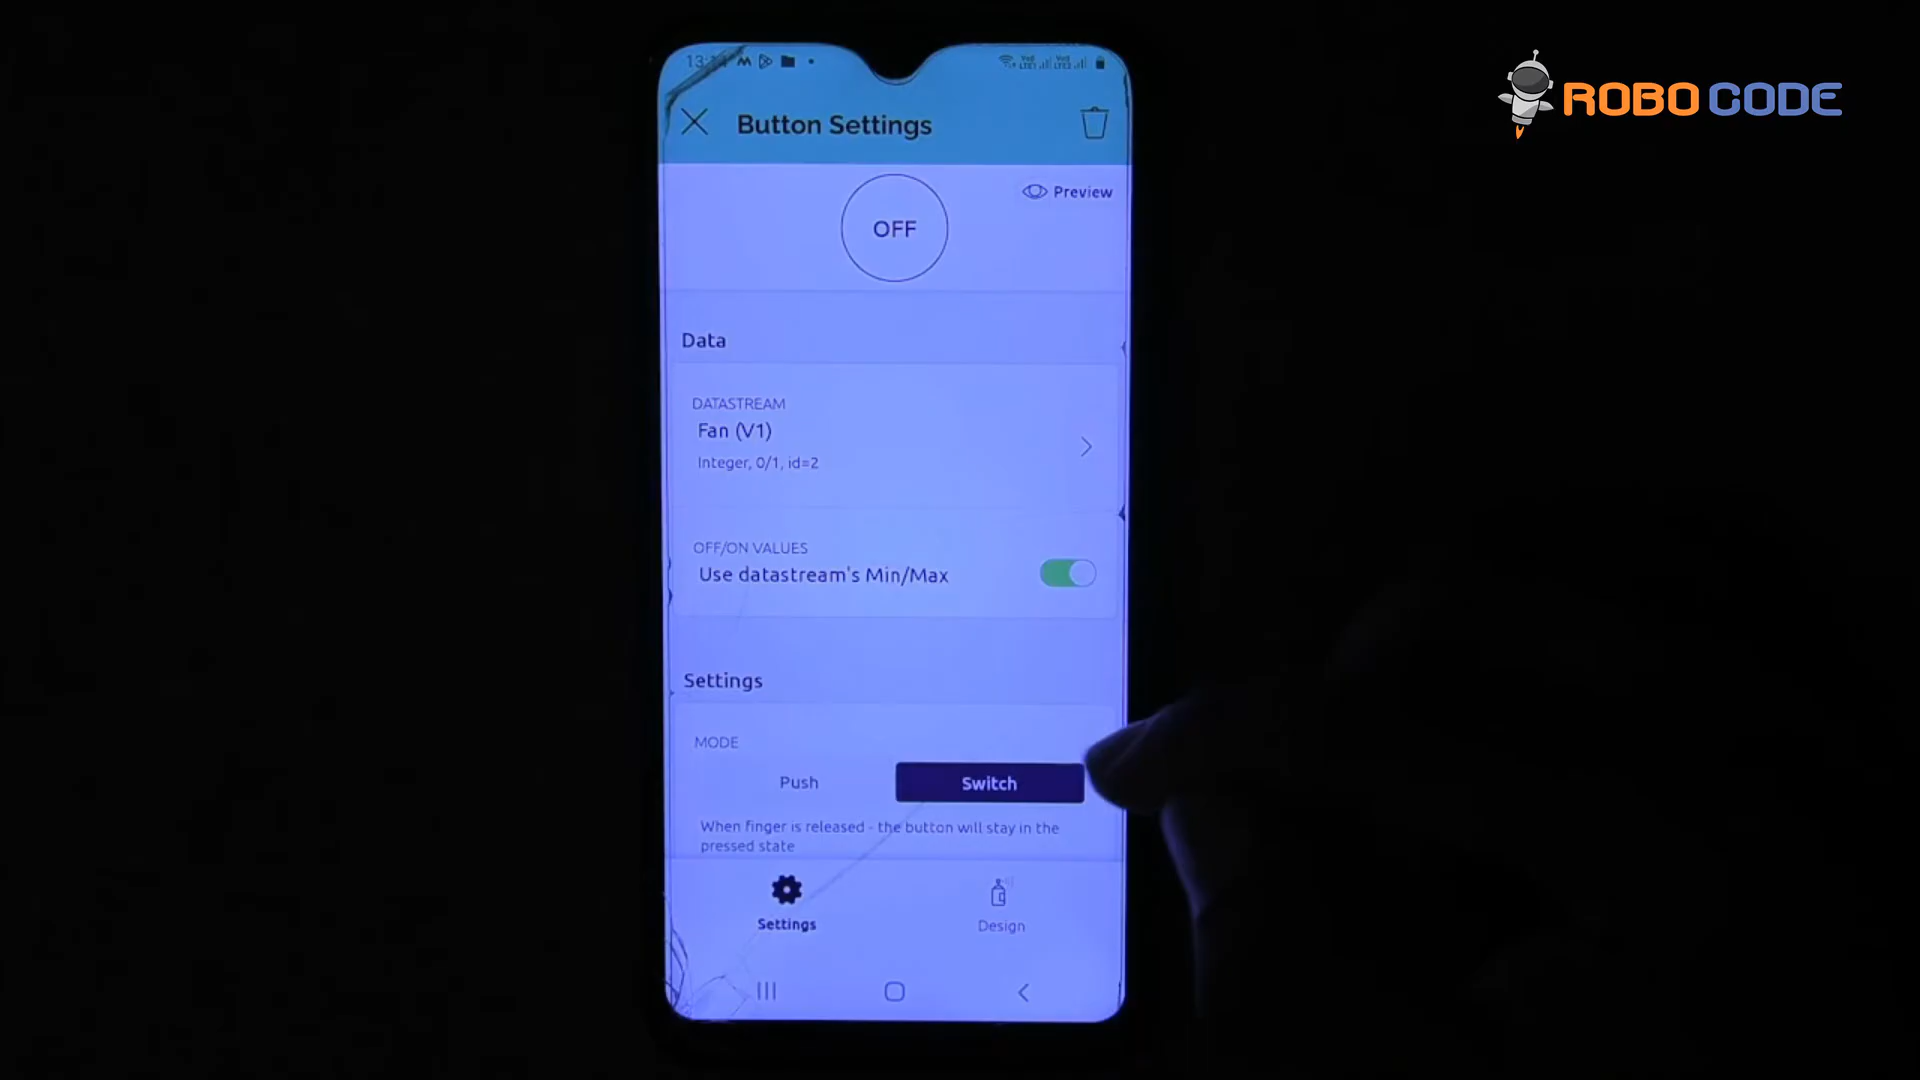 ROBO CODE
Button Settings
Preview
OFF
Data
DATASTREAM
Fan (V1)
Integer, 0/1, id=2
OFF/ON VALUES
Use datastream's Min/Max
Settings
MODE
Push
Switch
When finger is released - the button will stay in the
pressed state
Settings
Design